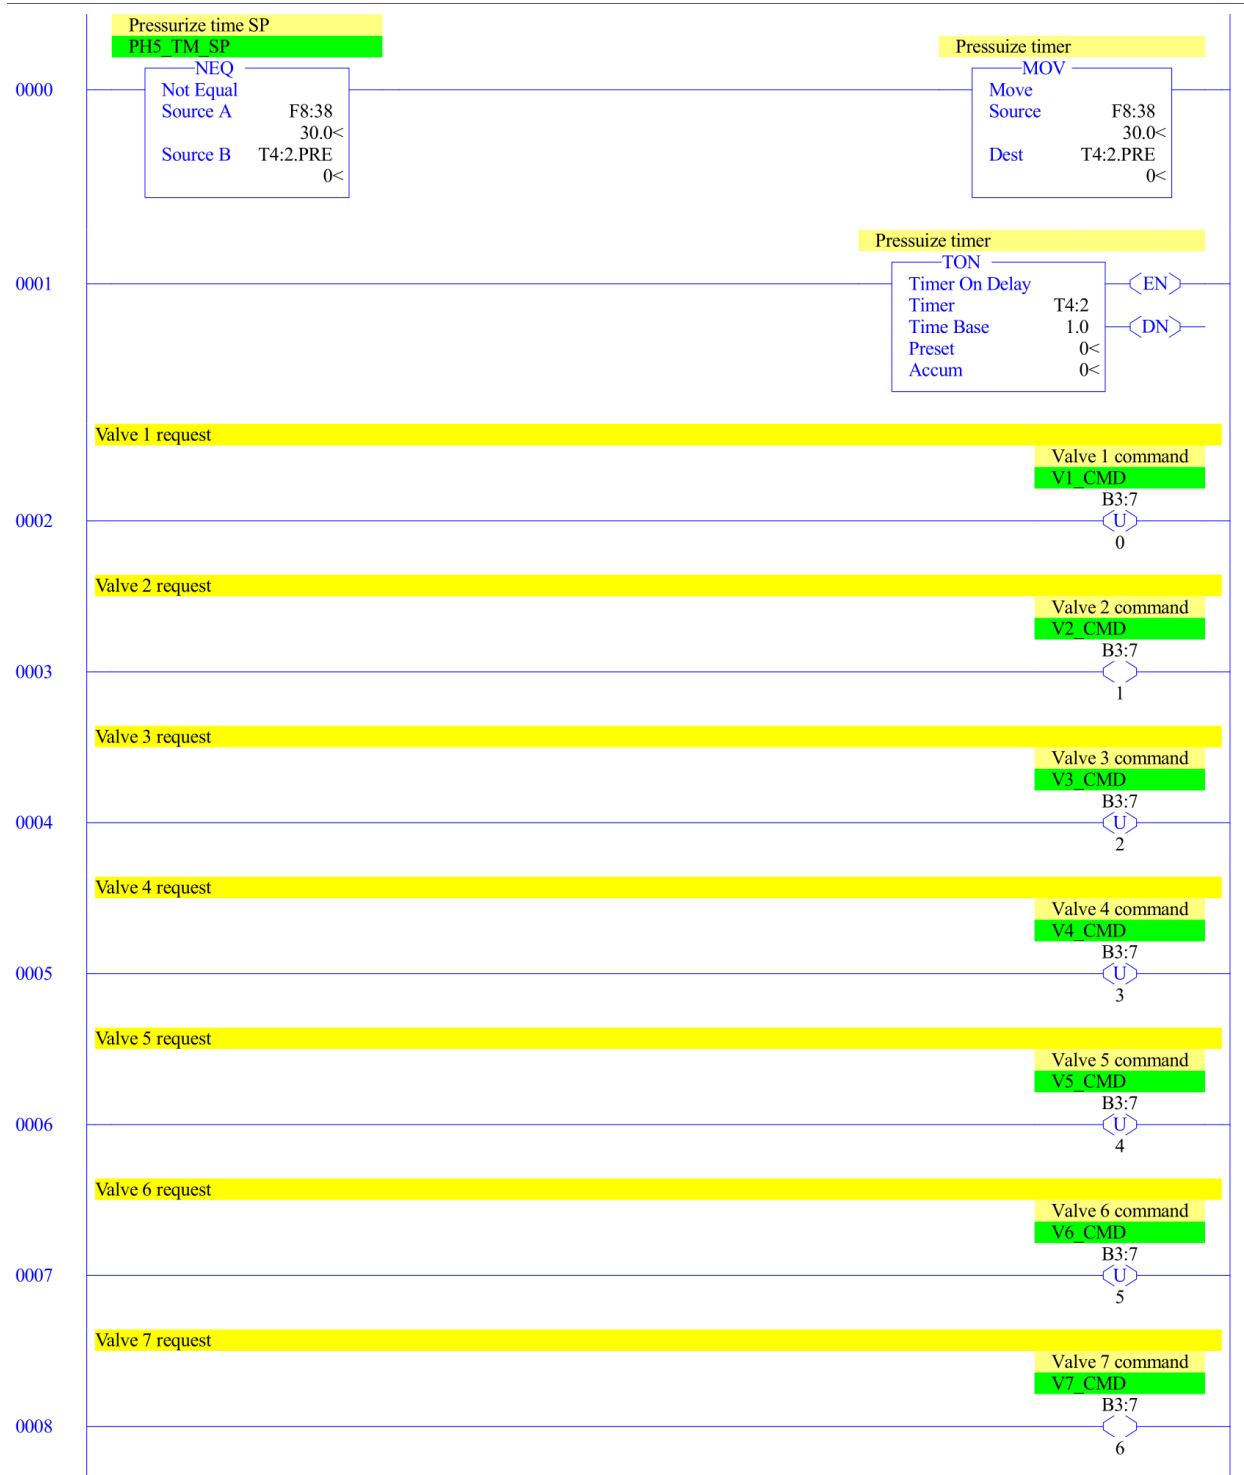 Pressurize time SP
PH5_TM_SP
Pressuize timer
0000
NEQ
Not Equal
Source A F8:38
30.0<
Source B T4:2.PRE
0<
MOV
Move
Source F8:38
30.0<
Dest T4:2.PRE
0<
Pressuize timer
0001
TON
Timer On Delay
Timer T4:2
Time Base 1.0
Preset 0<
Accum 0<
EN
DN
Valve 1 request
Valve 1 command
V1_CMD
B3:7
0002
U
0
Valve 2 request
Valve 2 command
V2_CMD
B3:7
0003
1
Valve 3 request
Valve 3 command
V3_CMD
B3:7
0004
U
2
Valve 4 request
Valve 4 command
V4_CMD
B3:7
0005
U
3
Valve 5 request
Valve 5 command
V5_CMD
B3:7
0006
U
4
Valve 6 request
Valve 6 command
V6_CMD
B3:7
0007
U
5
Valve 7 request
Valve 7 command
V7_CMD
B3:7
0008
6